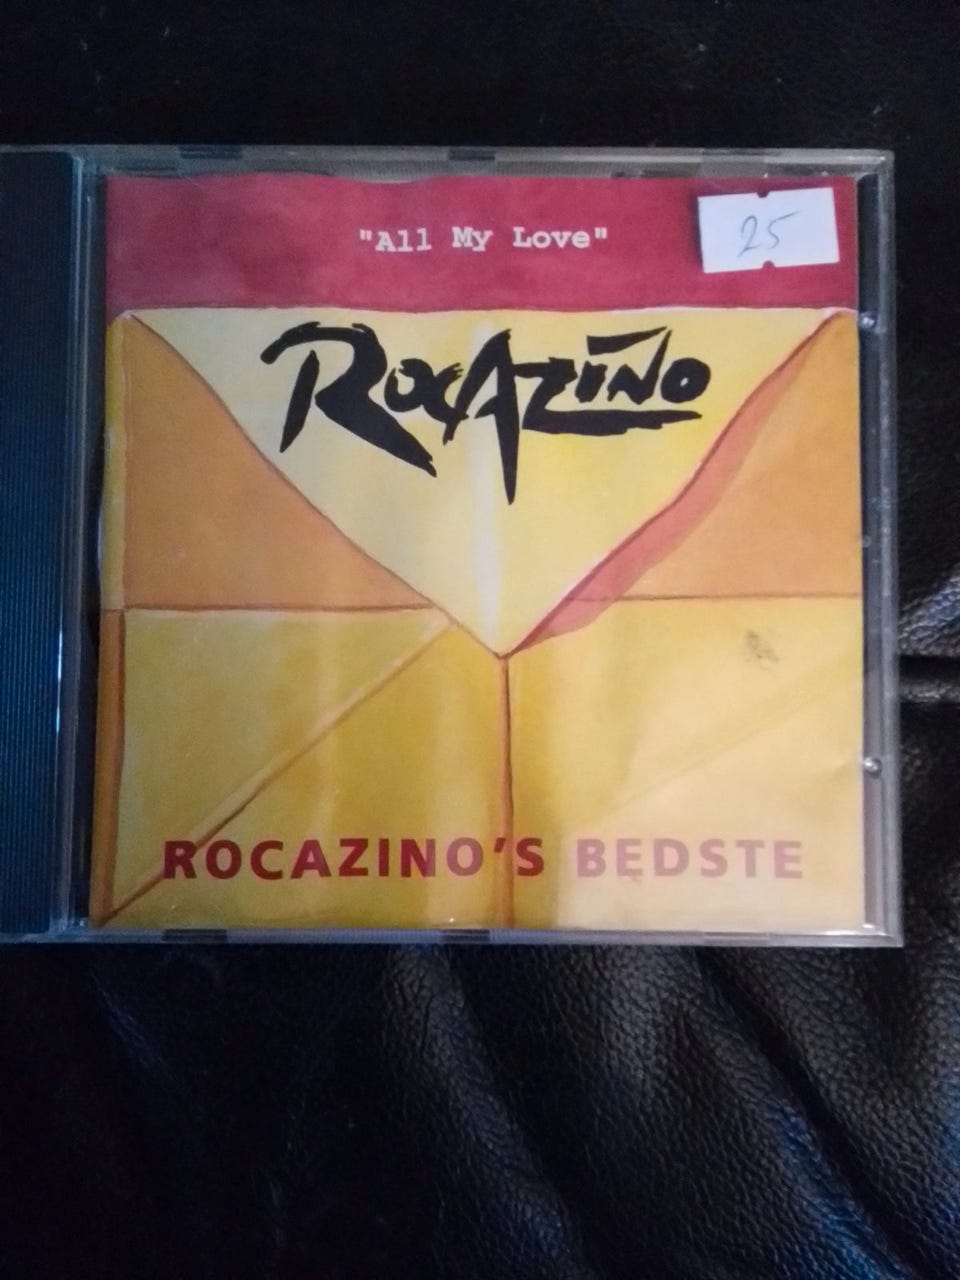 "All My Love"
25
ROCAZIÑO
ROCAZINO'S BEDSTE